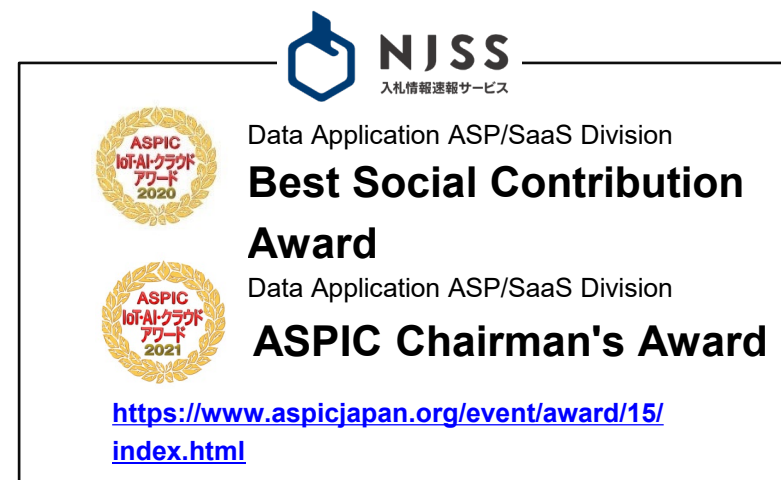 NJSS
入札情報速報サービス
ASPIC
IoT・AI・クラウド
アワード
2020
Data Application ASP/SaaS Division
Best Social Contribution
Award
ASPIC
IoT・AI・クラウド
アワード
2021
Data Application ASP/SaaS Division
ASPIC Chairman's Award
https://www.aspicjapan.org/event/award/15/
index.html